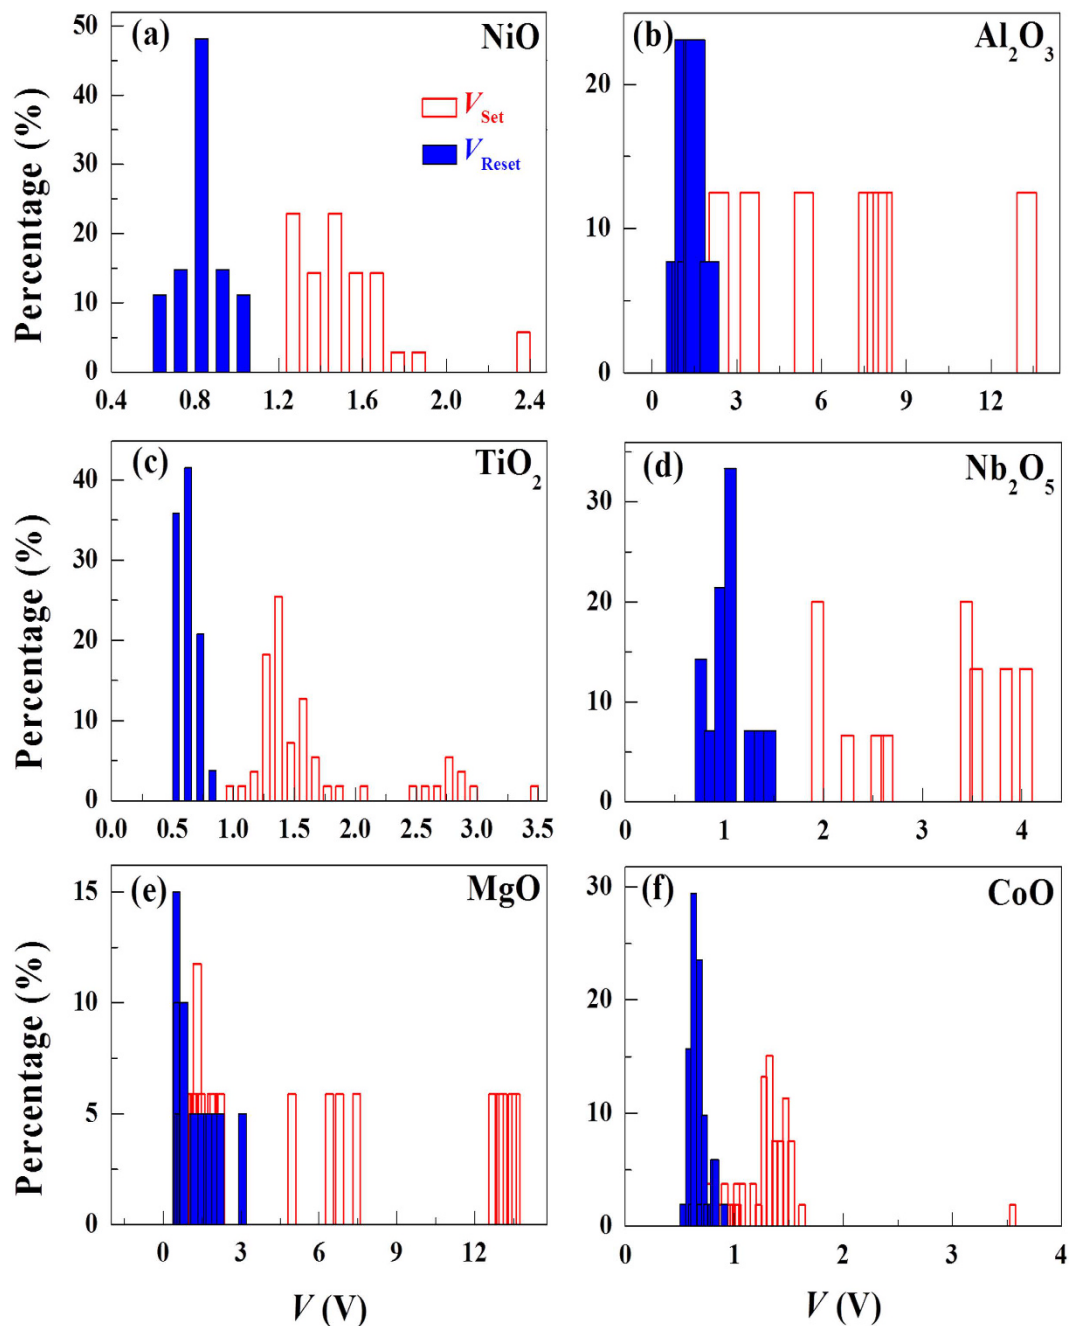 (a) NiO
V_Set
V_Reset
Percentage (%)
50
40
30
20
10
0
0.4 0.8 1.2 1.6 2.0 2.4
(b) Al₂O₃
20
10
0
0 3 6 9 12
(c) TiO₂
Percentage (%)
40
30
20
10
0
0.0 0.5 1.0 1.5 2.0 2.5 3.0 3.5
(d) Nb₂O₅
30
20
10
0
0 1 2 3 4
(e) MgO
Percentage (%)
15
10
5
0
0 3 6 9 12
V (V)
(f) CoO
30
20
10
0
0 1 2 3 4
V (V)